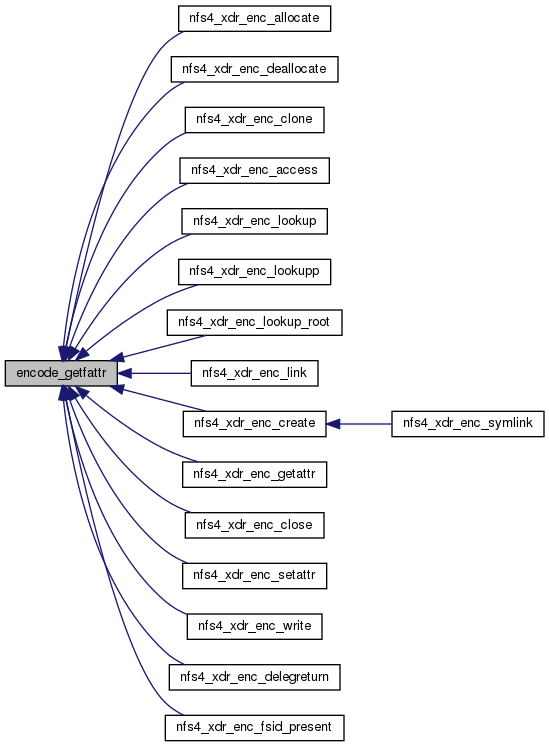 nfs4_xdr_enc_allocate
nfs4_xdr_enc_deallocate
nfs4_xdr_enc_clone
nfs4_xdr_enc_access
nfs4_xdr_enc_lookup
nfs4_xdr_enc_lookupp
nfs4_xdr_enc_lookup_root
encode_getfattr
nfs4_xdr_enc_link
nfs4_xdr_enc_create
nfs4_xdr_enc_symlink
nfs4_xdr_enc_getattr
nfs4_xdr_enc_close
nfs4_xdr_enc_setattr
nfs4_xdr_enc_write
nfs4_xdr_enc_delegreturn
nfs4_xdr_enc_fsid_present